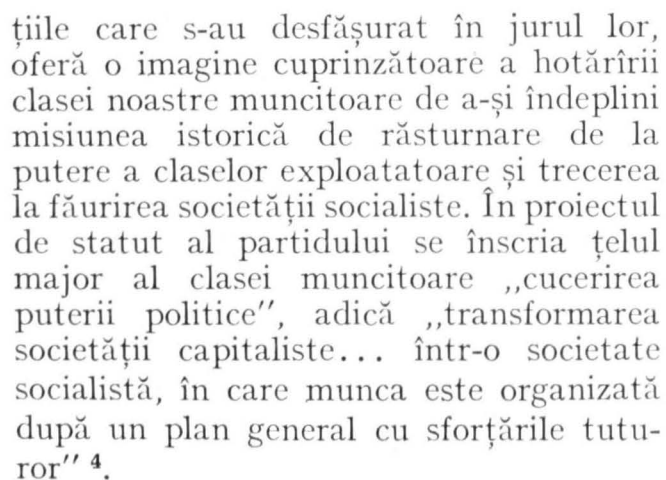 țiile care s-au desfășurat în jurul lor,
oferă o imagine cuprinzătoare a hotărîrii
clasei noastre muncitoare de a-și îndeplini
misiunea istorică de răsturnare de la
putere a claselor exploatatoare și trecerea
la făurirea societății socialiste. În proiectul
de statut al partidului se înscria țelul
major al clasei muncitoare ,,cucerirea
puterii politice”, adică ,,transformarea
societății capitaliste... într-o societate
socialistă, în care munca este organizată
după un plan general cu sforțările tutu-
ror” ⁴.